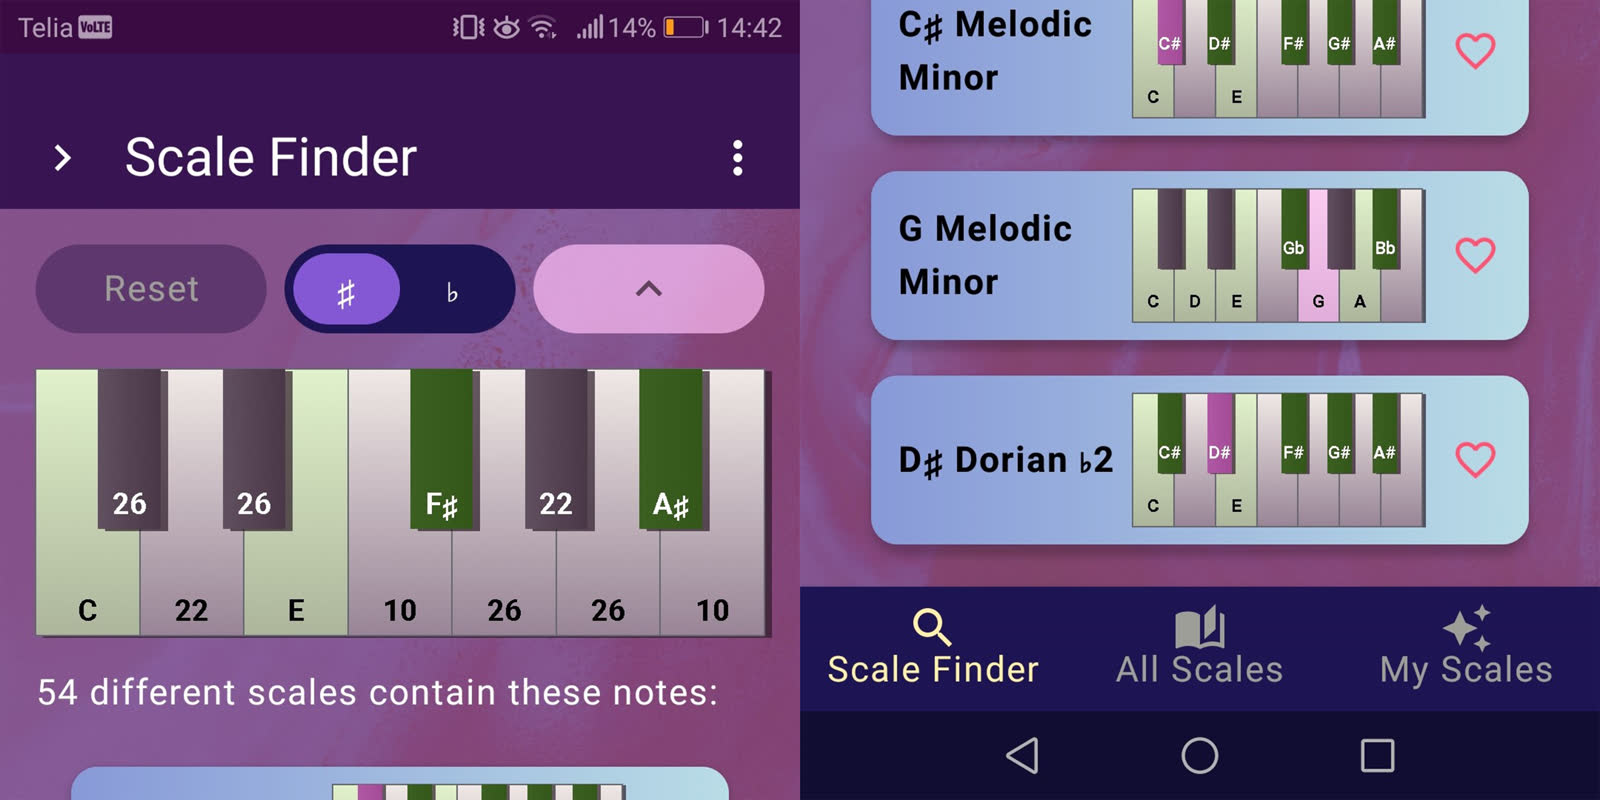 Telia VoLTE 14% 14:42
Scale Finder
Reset ♯ ♭
26 26 F♯ 22 A♯
C 22 E 10 26 26 10
54 different scales contain these notes:
C♯ Melodic
Minor
C# D# F# G# A#
C E
G Melodic
Minor
Gb Bb
C D E G A
D♯ Dorian ♭2
C# D# F# G# A#
C E
Scale Finder All Scales My Scales